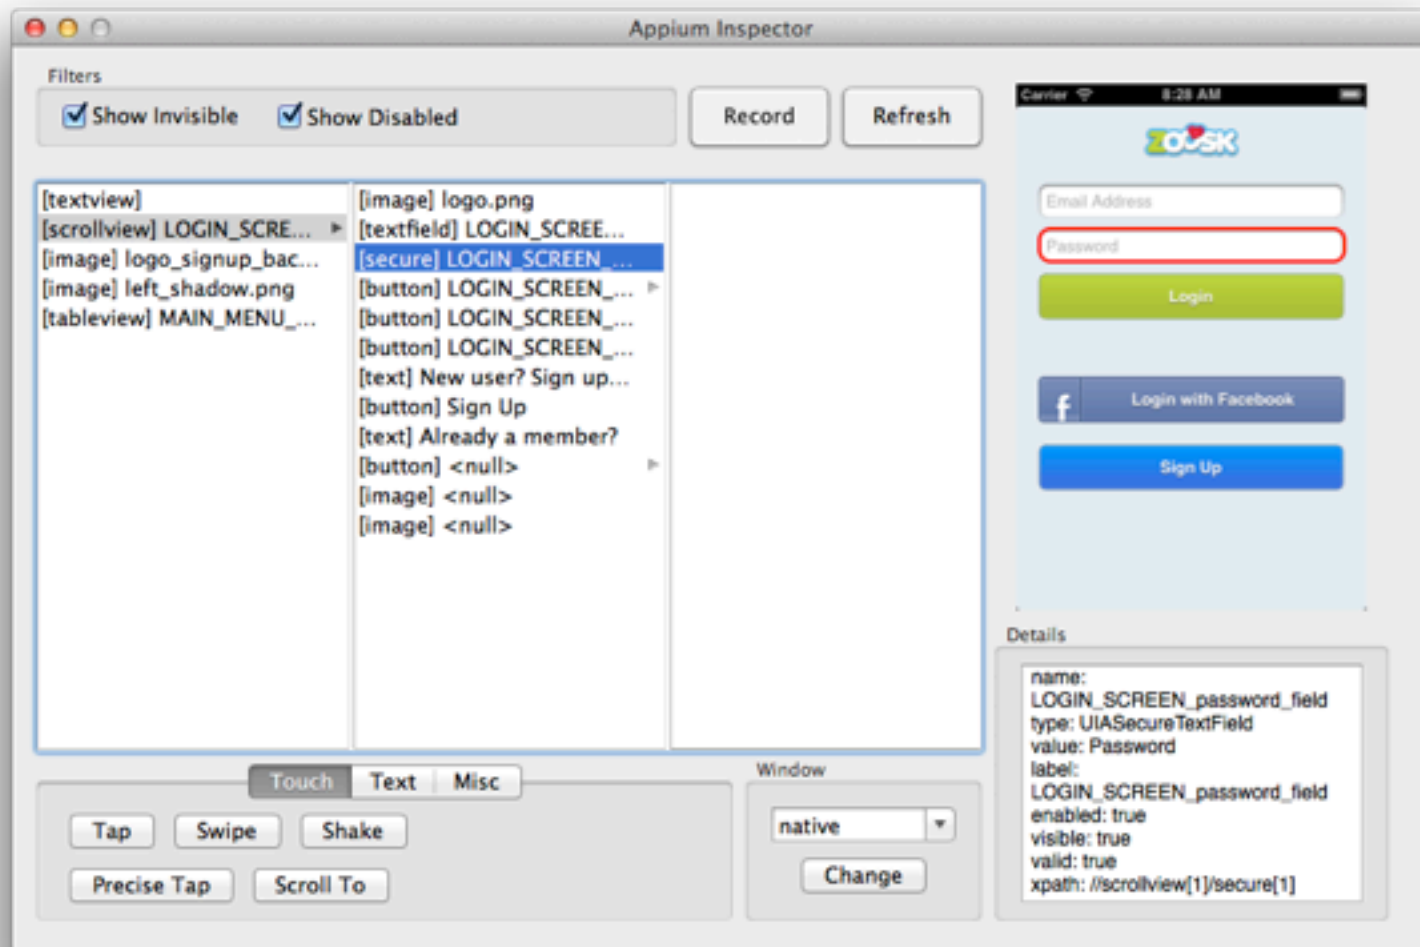 Appium Inspector
Filters
Show Invisible
Show Disabled
Record
Refresh
[textview]
[scrollview] LOGIN_SCRE...
[image] logo_signup_bac...
[image] left_shadow.png
[tableview] MAIN_MENU_...
[image] logo.png
[textfield] LOGIN_SCREE...
[secure] LOGIN_SCREEN_...
[button] LOGIN_SCREEN_...
[button] LOGIN_SCREEN_...
[button] LOGIN_SCREEN_...
[text] New user? Sign up...
[button] Sign Up
[text] Already a member?
[button] <null>
[image] <null>
[image] <null>
Carrier
8:28 AM
ZOOSK
Email Address
Password
Login
f
Login with Facebook
Sign Up
Details
name:
LOGIN_SCREEN_password_field
type: UIASecureTextField
value: Password
label:
LOGIN_SCREEN_password_field
enabled: true
visible: true
valid: true
xpath: //scrollview[1]/secure[1]
Touch
Text
Misc
Tap
Swipe
Shake
Precise Tap
Scroll To
Window
native
Change